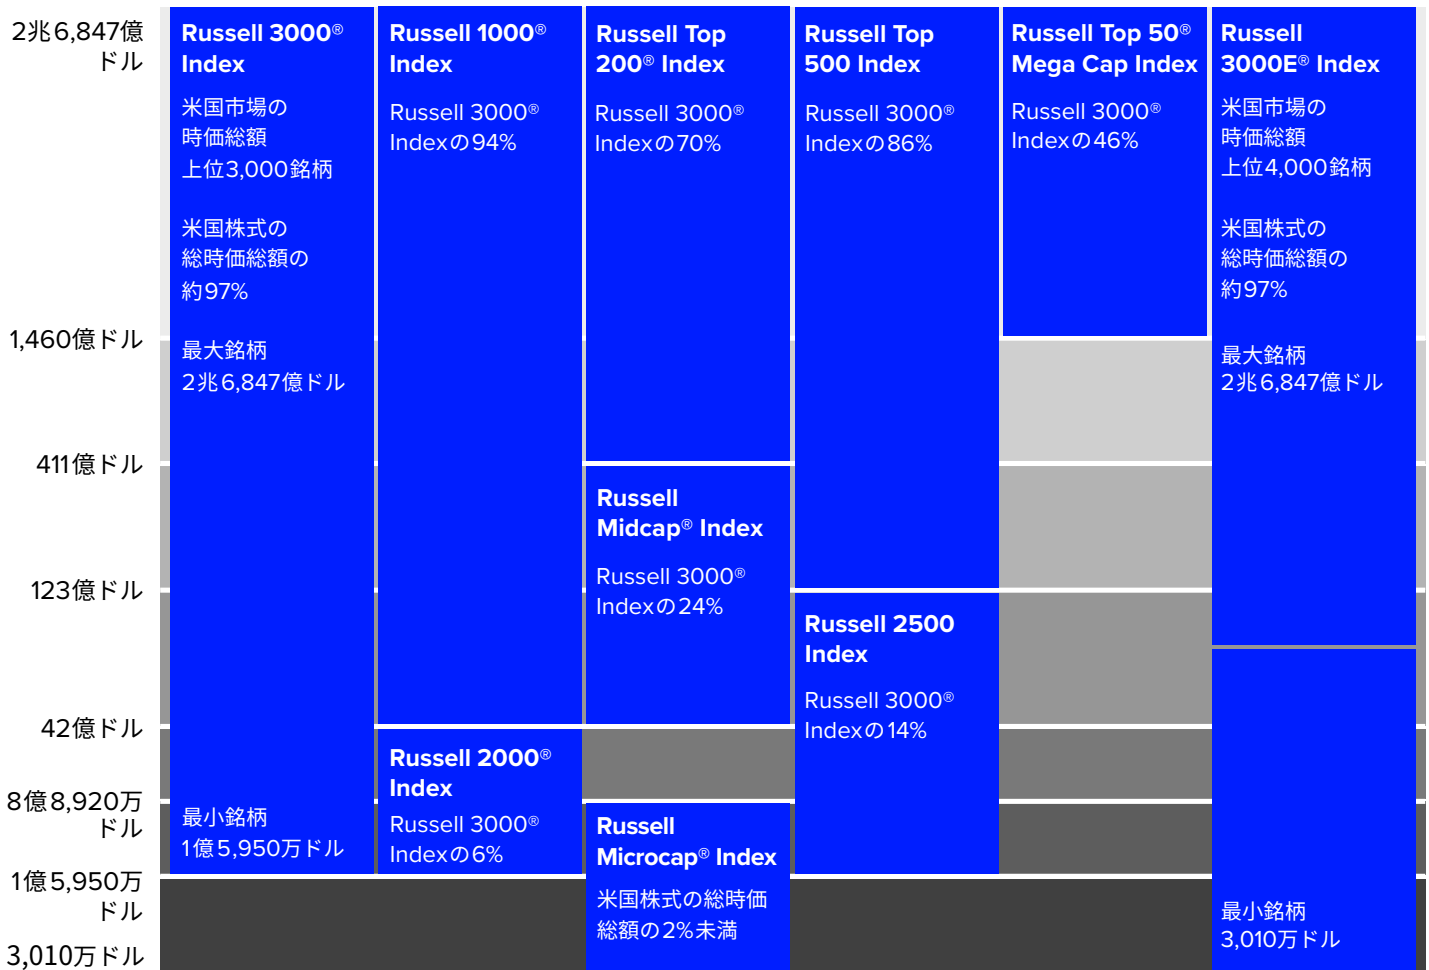 2兆6,847億
ドル
1,460億ドル
411億ドル
123億ドル
42億ドル
8億8,920万
ドル
1億5,950万
ドル
3,010万ドル
Russell 3000®
Index
米国市場の
時価総額
上位3,000銘柄
米国株式の
総時価総額の
約97%
最大銘柄
2兆6,847億ドル
最小銘柄
1億5,950万ドル
Russell 1000®
Index
Russell 3000®
Indexの94%
Russell 2000®
Index
Russell 3000®
Indexの6%
Russell Top
200® Index
Russell 3000®
Indexの70%
Russell
Midcap® Index
Russell 3000®
Indexの24%
Russell
Microcap® Index
米国株式の総時価
総額の2%未満
Russell Top
500 Index
Russell 3000®
Indexの86%
Russell 2500
Index
Russell 3000®
Indexの14%
Russell Top 50®
Mega Cap Index
Russell 3000®
Indexの46%
Russell
3000E® Index
米国市場の
時価総額
上位4,000銘柄
米国株式の
総時価総額の
約97%
最大銘柄
2兆6,847億ドル
最小銘柄
3,010万ドル